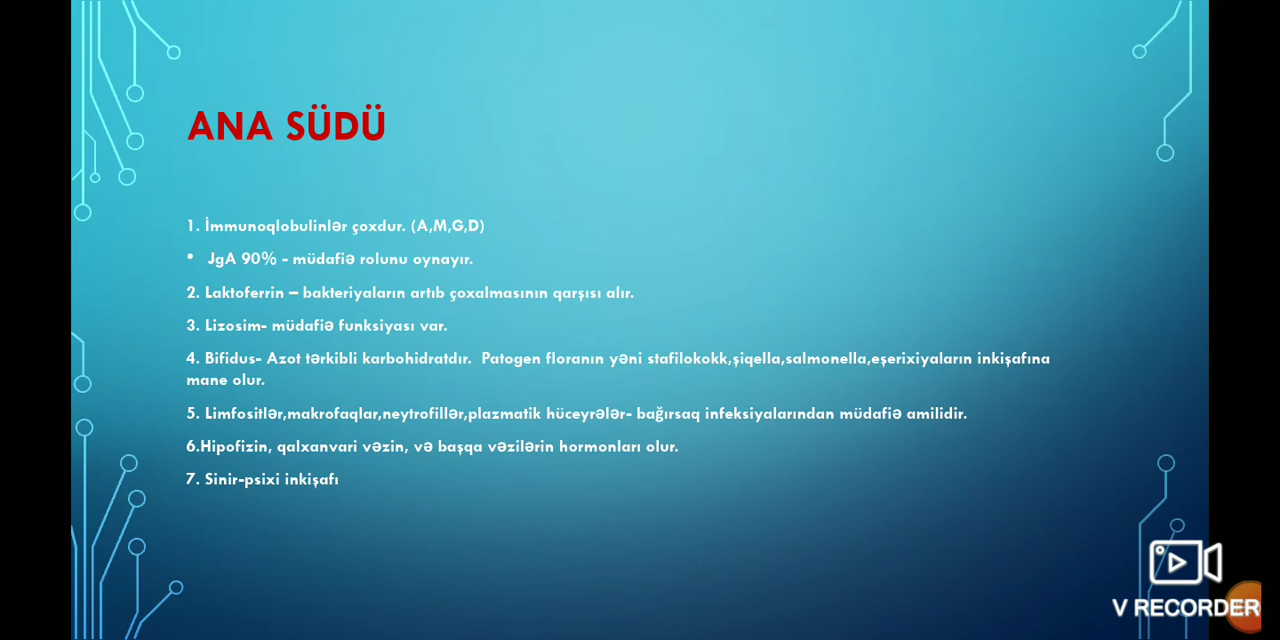 ANA SÜDÜ
1. İmmunoqlobulinlər çoxdur. (A,M,G,D)
• JgA 90% - müdafiə rolunu oynayır.
2. Laktoferrin – bakteriyaların artıb çoxalmasının qarşısı alır.
3. Lizosim- müdafiə funksiyası var.
4. Bifidus- Azot tərkibli karbohidratdır. Patogen floranın yəni stafilokokk,şiqella,salmonella,eşerixiyaların inkişafına
mane olur.
5. Limfositlər,makrofaqlar,neytrofillər,plazmatik hüceyrələr- bağırsaq infeksiyalarından müdafiə amilidir.
6.Hipofizin, qalxanvari vəzin, və başqa vəzilərin hormonları olur.
7. Sinir-psixi inkişafı
V RECORDER